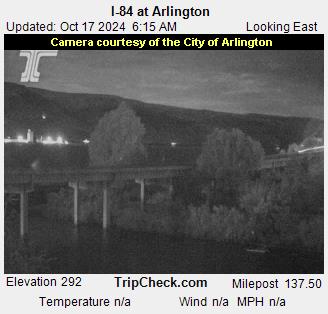 I-84 at Arlington
Updated: Oct 17 2024 6:15 AM Looking East
Camera courtesy of the City of Arlington
Elevation 292 TripCheck.com Milepost 137.50
Temperature n/a Wind n/a MPH n/a